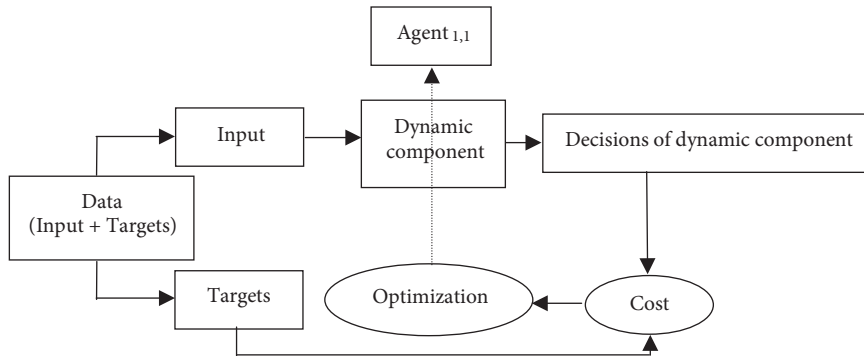 Agent 1,1
Input
Dynamic
component
Decisions of dynamic component
Data
(Input + Targets)
Targets
Optimization
Cost